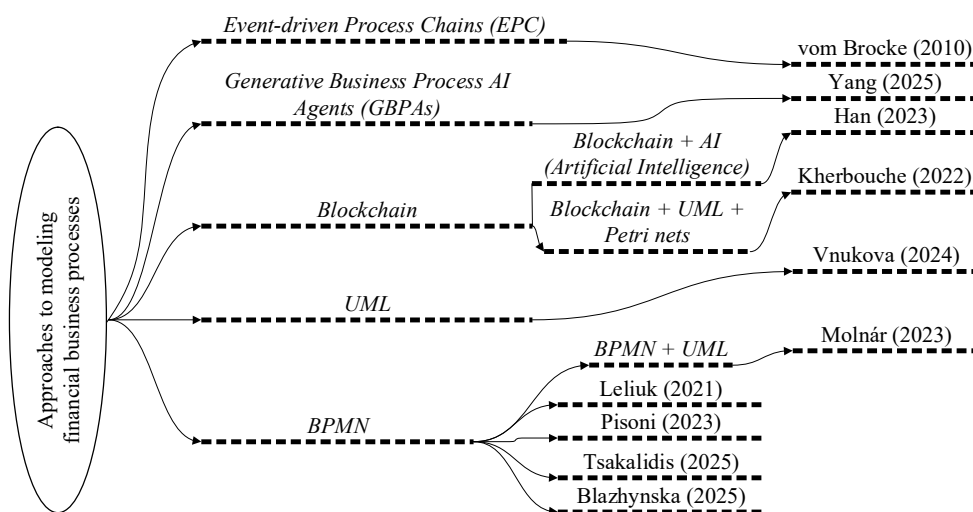 Approaches to modeling
financial business processes
Event-driven Process Chains (EPC)
vom Brocke (2010)
Generative Business Process AI
Agents (GBPAs)
Yang (2025)
Blockchain
Blockchain + AI
(Artificial Intelligence)
Han (2023)
Blockchain + UML +
Petri nets
Kherbouche (2022)
UML
Vnukova (2024)
BPMN
BPMN + UML
Molnár (2023)
Leliuk (2021)
Pisoni (2023)
Tsakalidis (2025)
Blazhynska (2025)